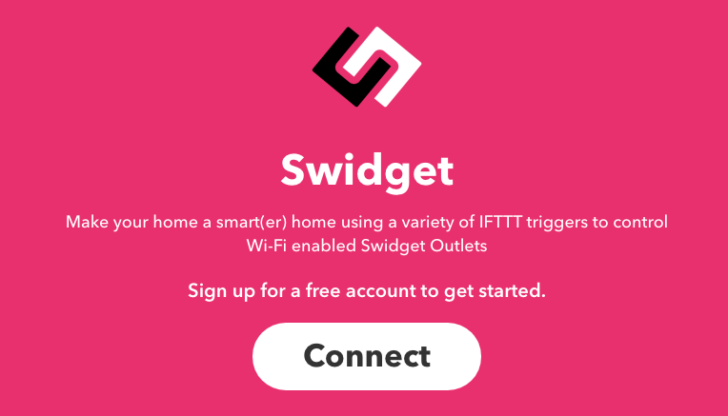 Swidget
Make your home a smart(er) home using a variety of IFTTT triggers to control
Wi-Fi enabled Swidget Outlets
Sign up for a free account to get started.
Connect